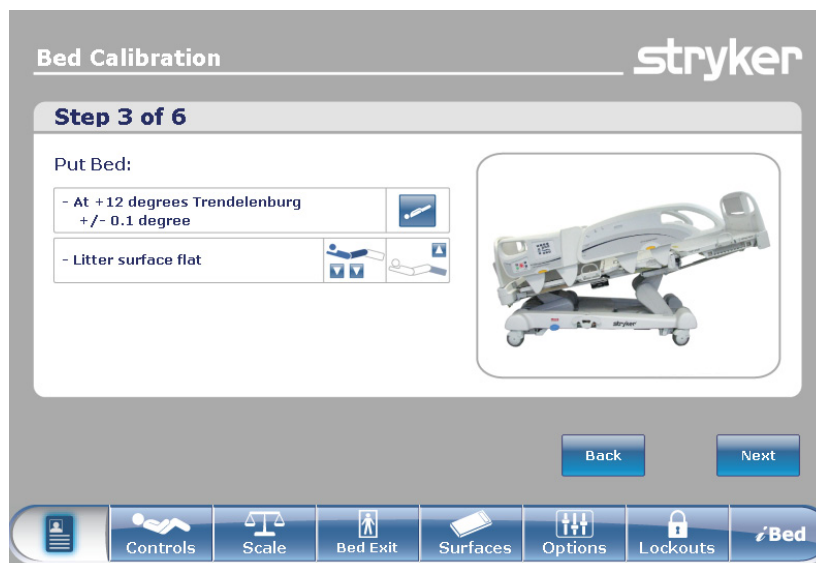 Bed Calibration
stryker
Step 3 of 6
Put Bed:
- At +12 degrees Trendelenburg
+/- 0.1 degree
- Litter surface flat
stryker
Back
Next
Controls
Scale
Bed Exit
Surfaces
Options
Lockouts
iBed